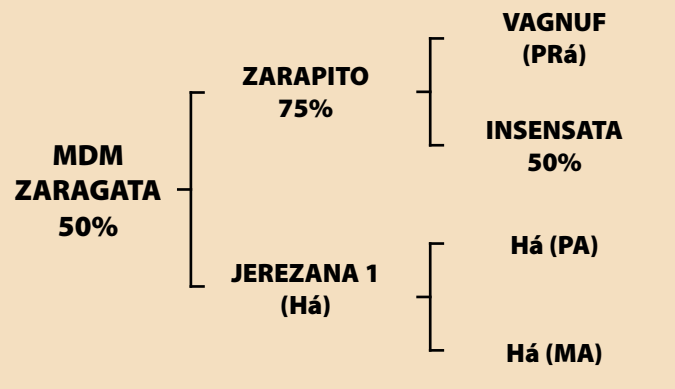 MDM
ZARAGATA
50%
ZARAPITO
75%
JEREZANA 1
(Há)
VAGNUF
(PRá)
INSENSATA
50%
Há (PA)
Há (MA)